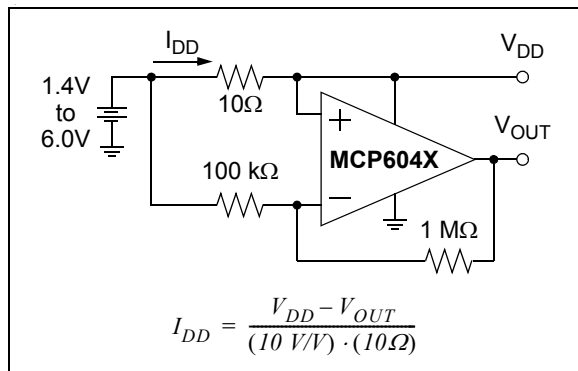 I_DD
V_DD
1.4V
to
6.0V
10Ω
V_OUT
+
MCP604X
100 kΩ
–
1 MΩ
I_DD = (V_DD – V_OUT) / ((10 V/V) · (10Ω))